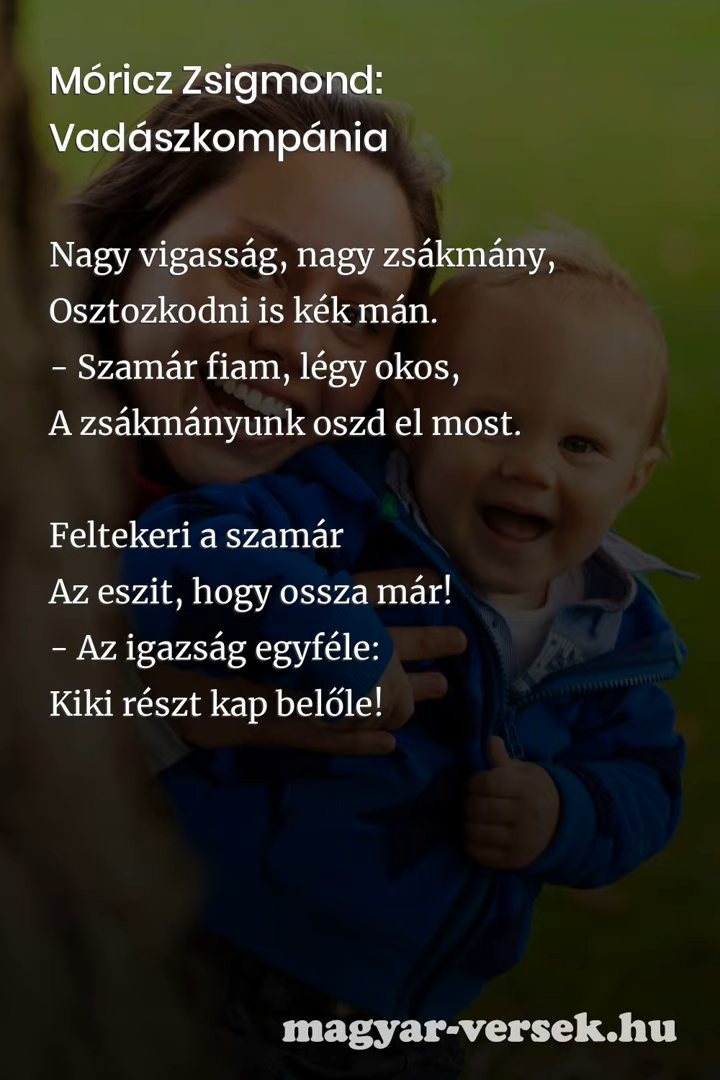 Móricz Zsigmond:
Vadászkompánia
Nagy vigasság, nagy zsákmány,
Osztozkodni is kék mán.
- Szamár fiam, légy okos,
A zsákmányunk oszd el most.
Feltekeri a szamár
Az eszit, hogy ossza már!
- Az igazság egyféle:
Kiki részt kap belőle!
magyar-versek.hu